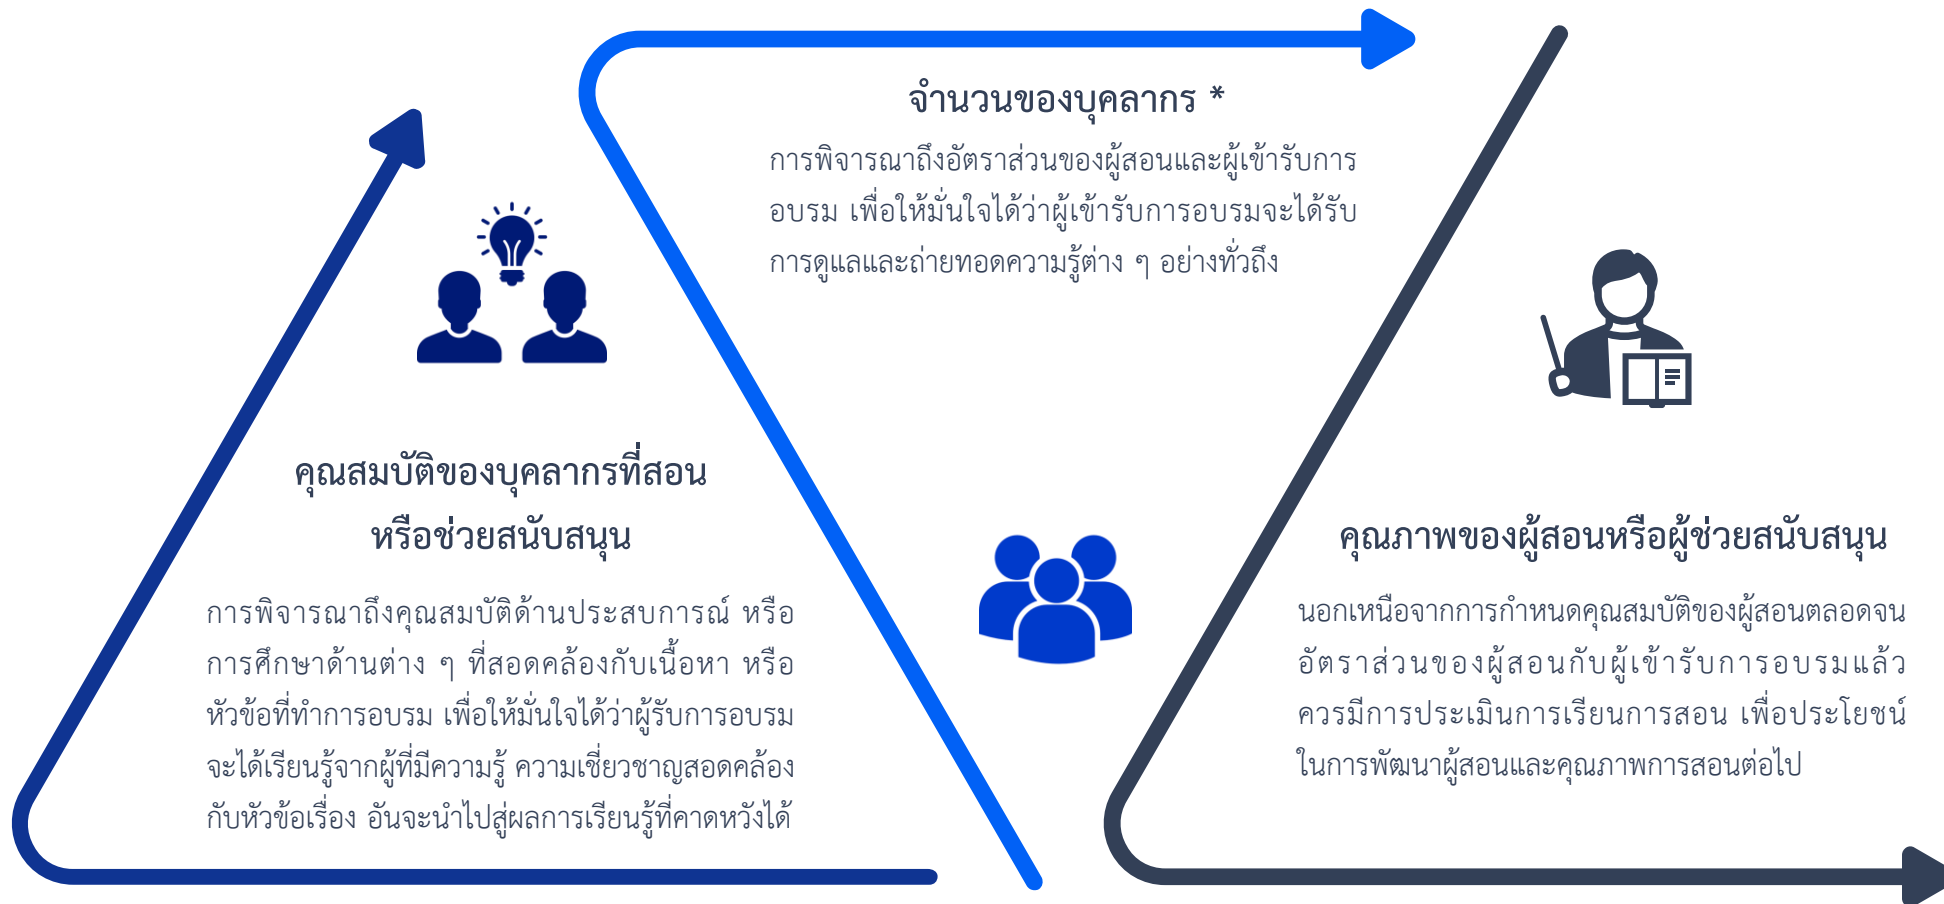 จำนวนของบุคลากร *
การพิจารณาถึงอัตราส่วนของผู้สอนและผู้เข้ารับการ
อบรม เพื่อให้มั่นใจได้ว่าผู้เข้ารับการอบรมจะได้รับ
การดูแลและถ่ายทอดความรู้ต่าง ๆ อย่างทั่วถึง
คุณสมบัติของบุคลากรที่สอน
หรือช่วยสนับสนุน
การพิจารณาถึงคุณสมบัติด้านประสบการณ์ หรือ
การศึกษาด้านต่าง ๆ ที่สอดคล้องกับเนื้อหา หรือ
หัวข้อที่ทำการอบรม เพื่อให้มั่นใจได้ว่าผู้รับการอบรม
จะได้เรียนรู้จากผู้ที่มีความรู้ ความเชี่ยวชาญสอดคล้อง
กับหัวข้อเรื่อง อันจะนำไปสู่ผลการเรียนรู้ที่คาดหวังได้
คุณภาพของผู้สอนหรือผู้ช่วยสนับสนุน
นอกเหนือจากการกำหนดคุณสมบัติของผู้สอนตลอดจน
อัตราส่วนของผู้สอนกับผู้เข้ารับการอบรมแล้ว
ควรมีการประเมินการเรียนการสอน เพื่อประโยชน์
ในการพัฒนาผู้สอนและคุณภาพการสอนต่อไป